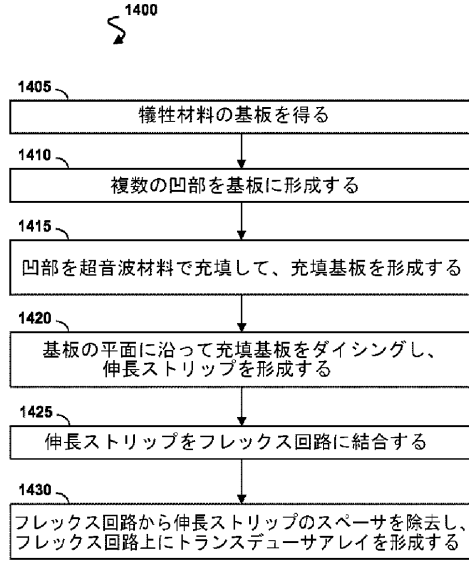 1400
1405
犠牲材料の基板を得る
1410
複数の凹部を基板に形成する
1415
凹部を超音波材料で充填して、充填基板を形成する
1420
基板の平面に沿って充填基板をダイシングし、
伸長ストリップを形成する
1425
伸長ストリップをフレックス回路に結合する
1430
フレックス回路から伸長ストリップのスペーサを除去し、
フレックス回路上にトランスデューサアレイを形成する